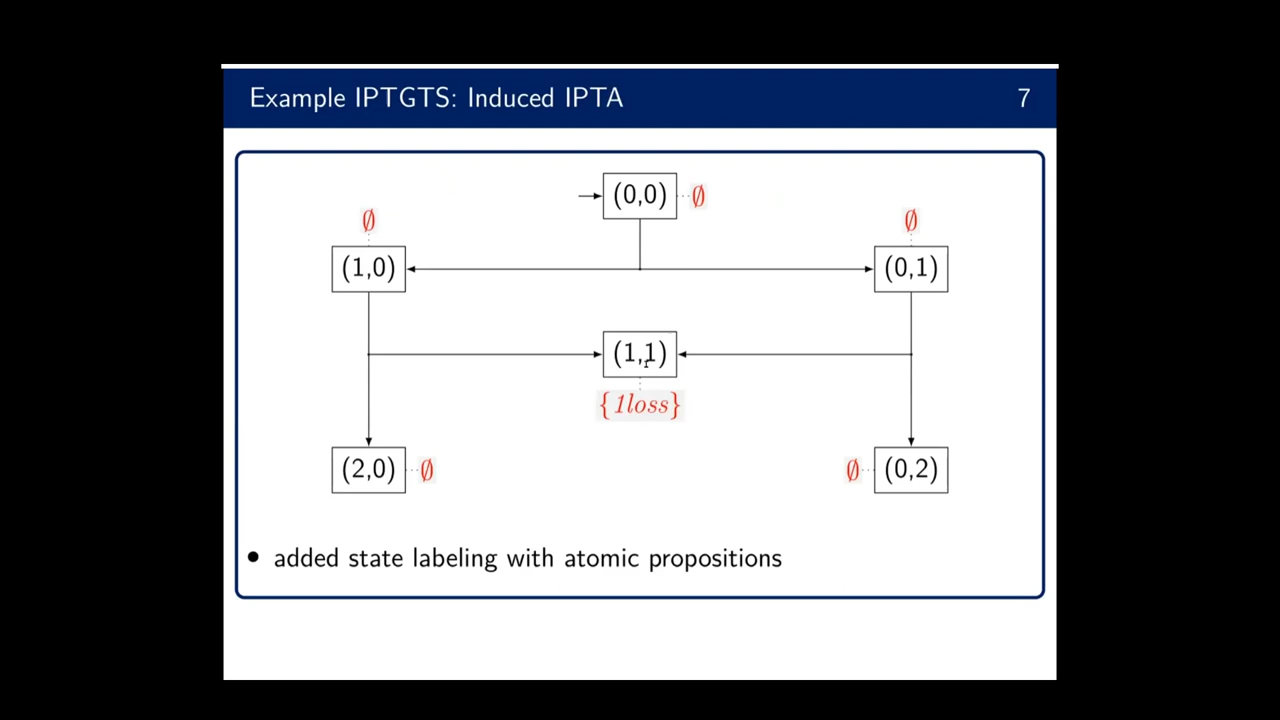 Example IPTGTS: Induced IPTA 7
(0,0) ∅
∅ ∅
(1,0) (0,1)
(1,1)
{1loss}
(2,0) ∅ ∅ (0,2)
• added state labeling with atomic propositions